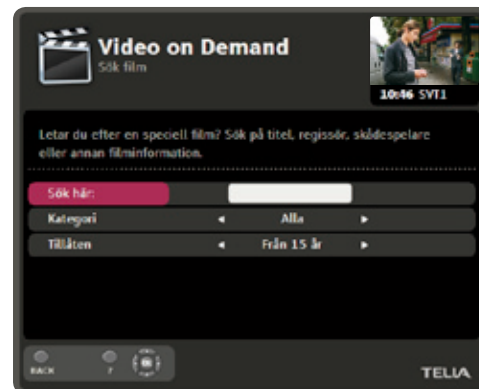 Video on Demand
Sök film
10:46 SVT1
Letar du efter en speciell film? Sök på titel, regissör, skådespelare
eller annan filminformation.
Sök här:
Kategori ◄ Alla ►
Tillåten ◄ Från 15 år ►
BACK ?
TELIA